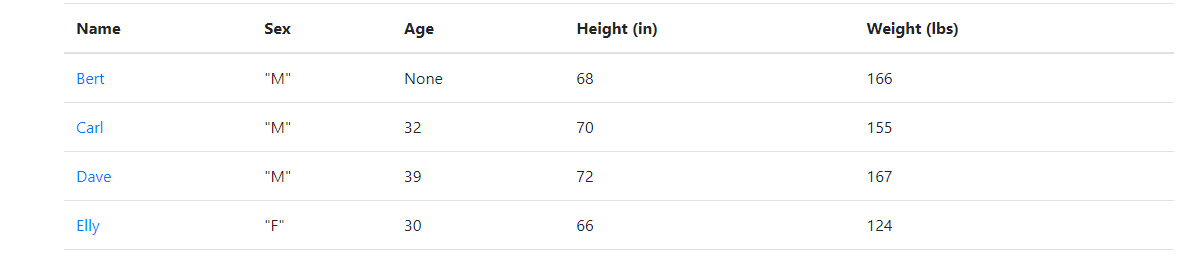 Name Sex Age Height (in) Weight (lbs)
Bert "M" None 68 166
Carl "M" 32 70 155
Dave "M" 39 72 167
Elly "F" 30 66 124